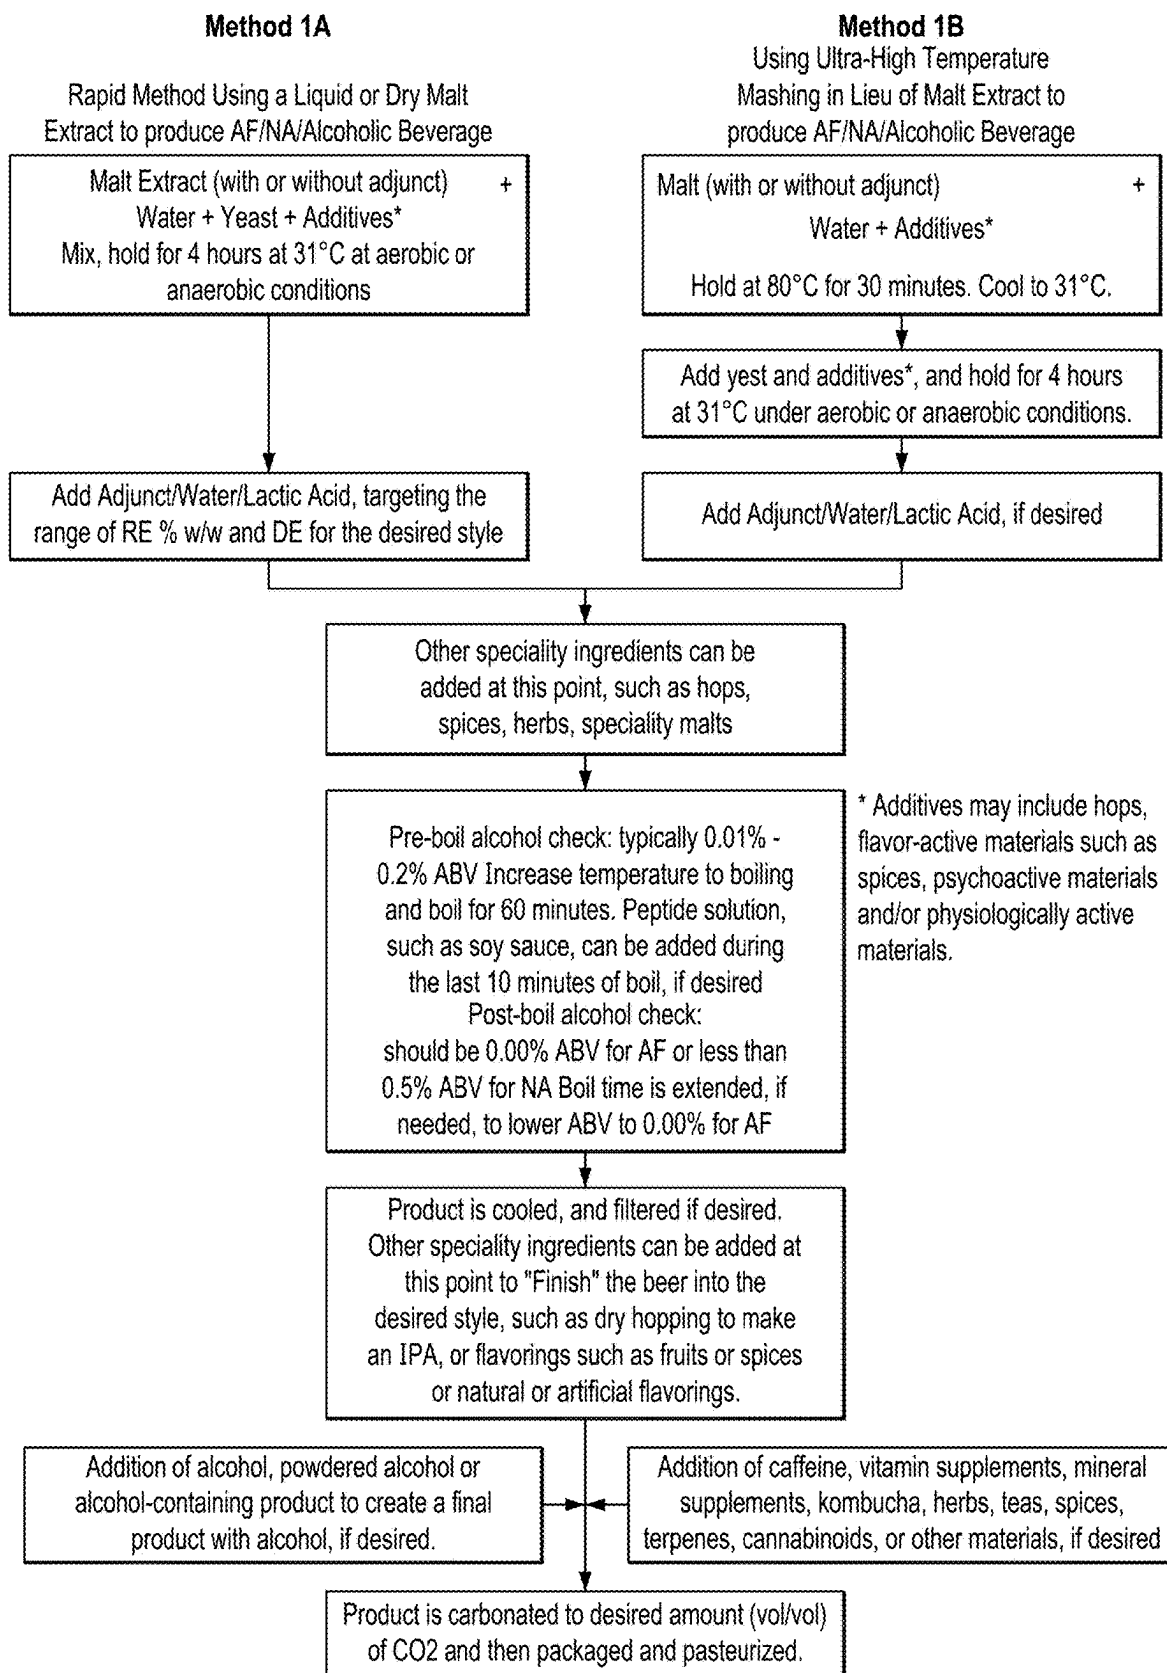 Method 1A
Rapid Method Using a Liquid or Dry Malt
Extract to produce AF/NA/Alcoholic Beverage
Malt Extract (with or without adjunct) +
Water + Yeast + Additives*
Mix, hold for 4 hours at 31°C at aerobic or
anaerobic conditions
Add Adjunct/Water/Lactic Acid, targeting the
range of RE % w/w and DE for the desired style
Method 1B
Using Ultra-High Temperature
Mashing in Lieu of Malt Extract to
produce AF/NA/Alcoholic Beverage
Malt (with or without adjunct) +
Water + Additives*
Hold at 80°C for 30 minutes. Cool to 31°C.
Add yest and additives*, and hold for 4 hours
at 31°C under aerobic or anaerobic conditions.
Add Adjunct/Water/Lactic Acid, if desired
Other speciality ingredients can be
added at this point, such as hops,
spices, herbs, speciality malts
Pre-boil alcohol check: typically 0.01% -
0.2% ABV Increase temperature to boiling
and boil for 60 minutes. Peptide solution,
such as soy sauce, can be added during
the last 10 minutes of boil, if desired
Post-boil alcohol check:
should be 0.00% ABV for AF or less than
0.5% ABV for NA Boil time is extended, if
needed, to lower ABV to 0.00% for AF
* Additives may include hops,
flavor-active materials such as
spices, psychoactive materials
and/or physiologically active
materials.
Product is cooled, and filtered if desired.
Other speciality ingredients can be added at
this point to "Finish" the beer into the
desired style, such as dry hopping to make
an IPA, or flavorings such as fruits or spices
or natural or artificial flavorings.
Addition of alcohol, powdered alcohol or
alcohol-containing product to create a final
product with alcohol, if desired.
Addition of caffeine, vitamin supplements, mineral
supplements, kombucha, herbs, teas, spices,
terpenes, cannabinoids, or other materials, if desired
Product is carbonated to desired amount (vol/vol)
of CO2 and then packaged and pasteurized.